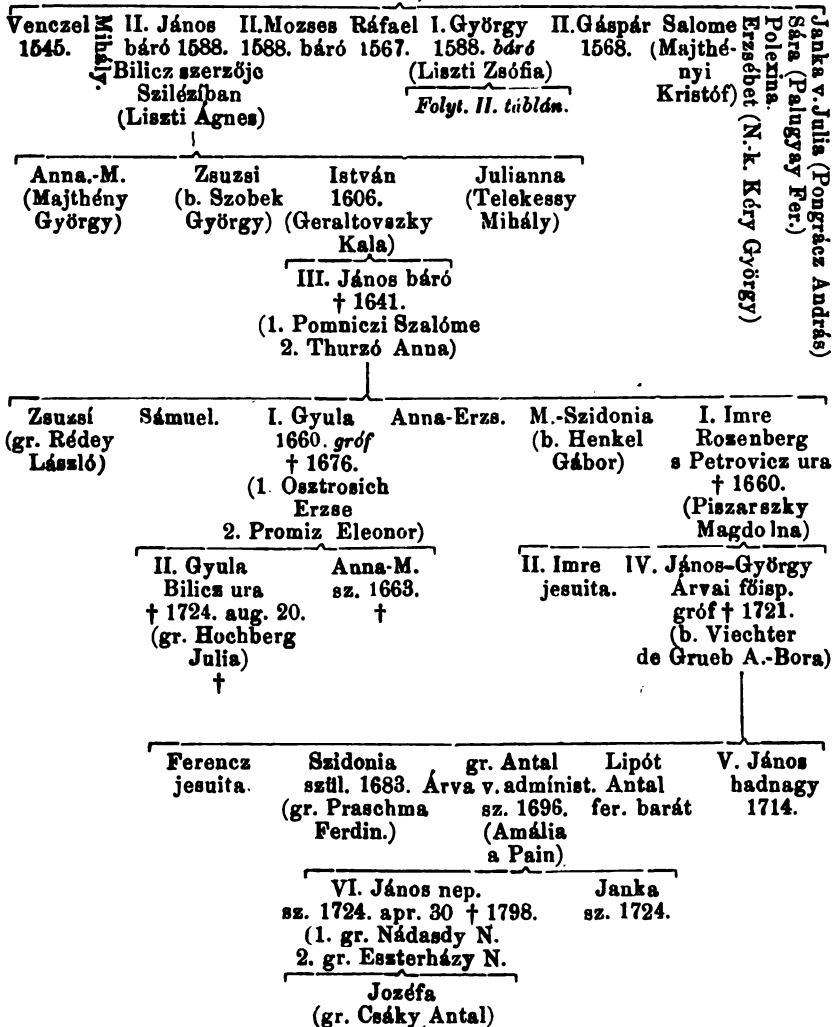 Venczel
1545.
Mihály.
II. János
báró 1588.
Bilicz szerzője
Sziléziban
(Liszti Ágnes)
II.Mozses
1588. báró
Ráfael
1567.
I. György
1588. báró
(Liszti Zsófia)
Folyt. II. táblán.
II.Gáspár
1568.
Salome
(Majthé-
nyi
Kristóf)
Erzsébet (N.-k. Kéry György)
Polexina.
Sára (Palugyay Fer.)
Janka v. Julia (Pongrácz András)
Anna.-M.
(Majthény
György)
Zsuzsi
(b. Szobek
György)
István
1606.
(Geraltovszky
Kala)
Julianna
(Telekessy
Mihály)
III. János báró
† 1641.
(1. Pomniczi Szalóme
2. Thurzó Anna)
Zsuzsí
(gr. Rédey
László)
Sámuel.
I. Gyula
1660. gróf
† 1676.
(1. Osztrosich
Erzse
2. Promiz Eleonor)
Anna-Erzs.
M.-Szidonia
(b. Henkel
Gábor)
I. Imre
Rozenberg
s Petrovicz ura
† 1660.
(Piszarszky
Magdolna)
II. Gyula
Bilicz ura
† 1724. aug. 20.
(gr. Hochberg
Julia)
†
Anna-M.
sz. 1663.
†
II. Imre
jesuita.
IV. János-György
Árvai főisp.
gróf † 1721.
(b. Viechter
de Grueb A.-Bora)
Ferencz
jesuita.
Szidonia
szül. 1683.
(gr. Praschma
Ferdin.)
gr. Antal
Árva v. admínist.
sz. 1696.
(Amália
a Pain)
Lipót
Antal
fer. barát
V. János
hadnagy
1714.
VI. János nep.
sz. 1724. apr. 30 † 1798.
(1. gr. Nádasdy N.
2. gr. Eszterházy N.
Janka
sz. 1724.
Jozéfa
(gr. Csáky Antal)